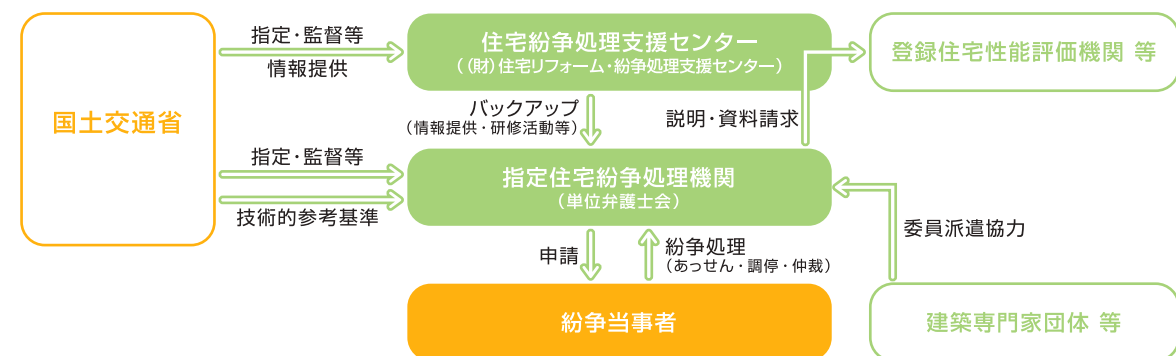 国土交通省
指定・監督等
情報提供
住宅紛争処理支援センター
((財)住宅リフォーム・紛争処理支援センター)
登録住宅性能評価機関 等
バックアップ
(情報提供・研修活動等)
説明・資料請求
指定・監督等
技術的参考基準
指定住宅紛争処理機関
(単位弁護士会)
委員派遣協力
申請
紛争処理
(あっせん・調停・仲裁)
紛争当事者
建築専門家団体 等